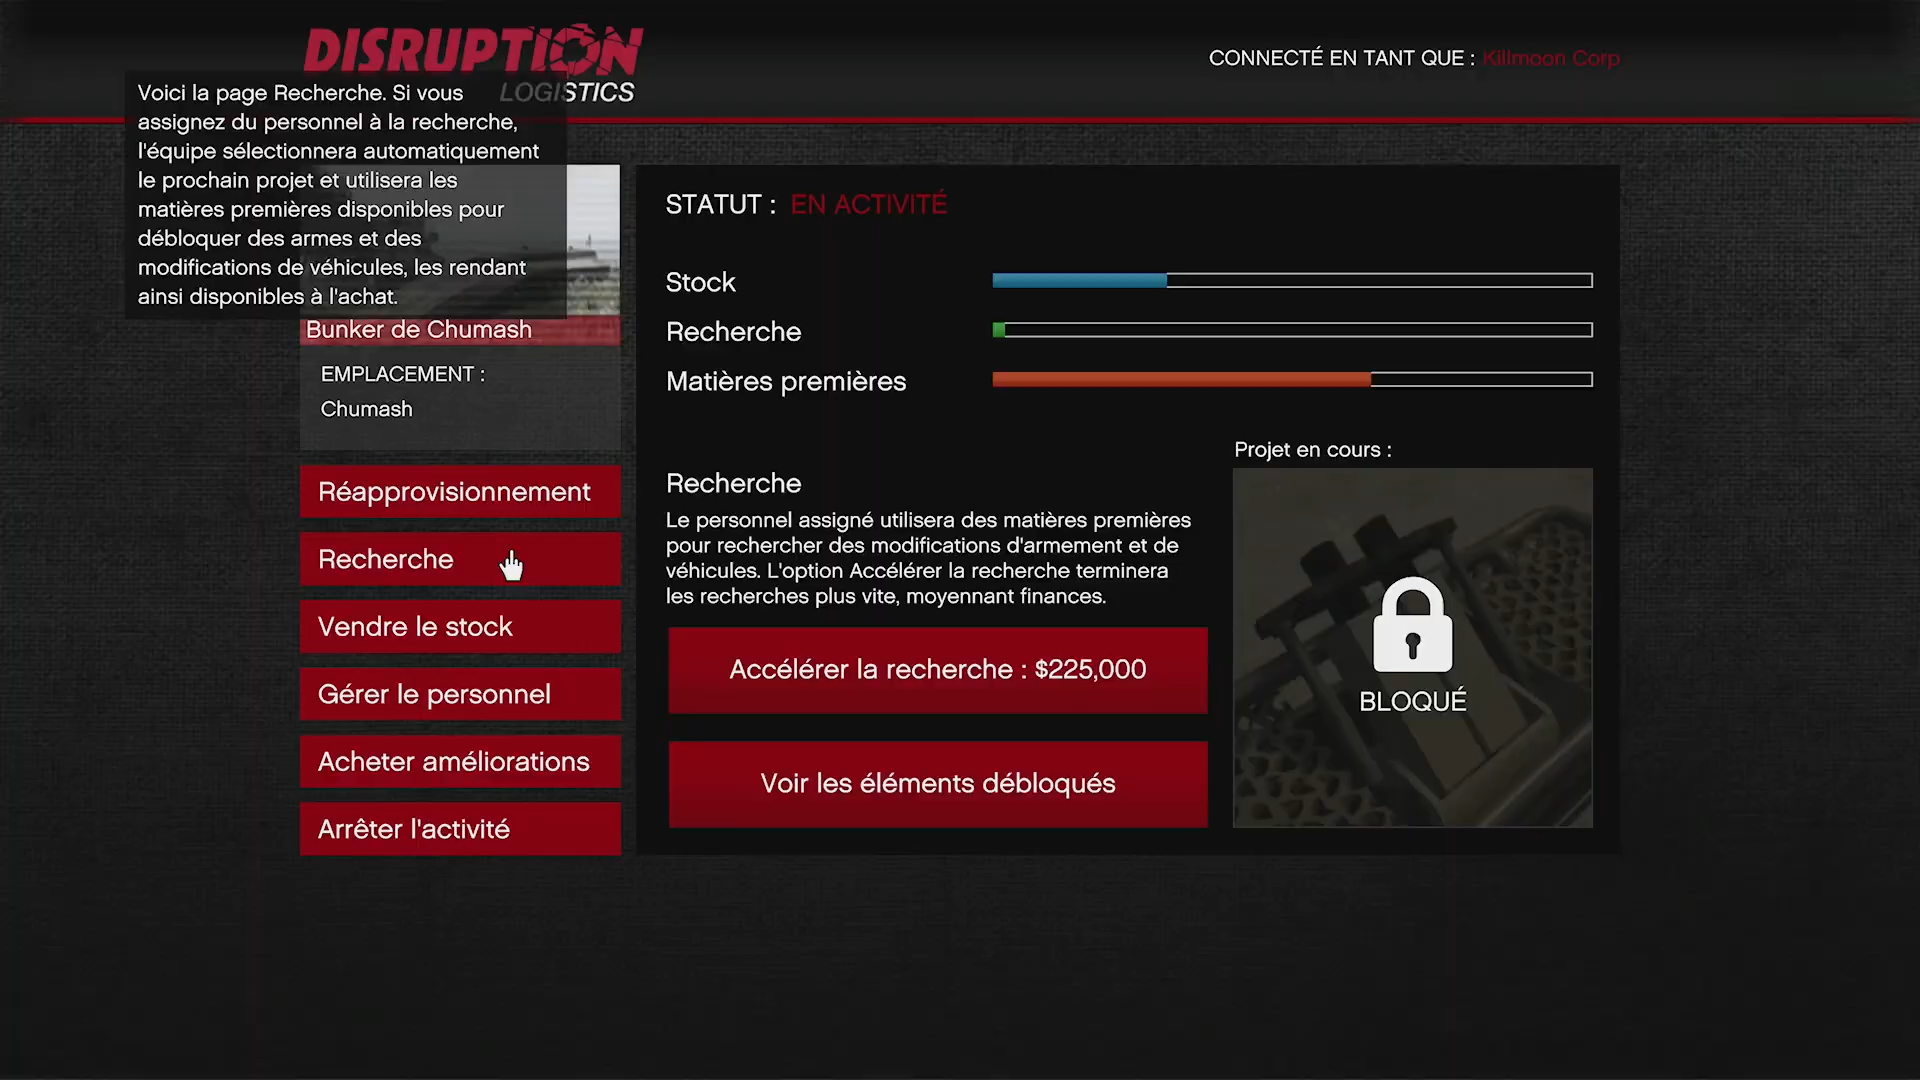 DISRUPTION
LOGISTICS
CONNECTÉ EN TANT QUE : Killmoon Corp
Voici la page Recherche. Si vous
assignez du personnel à la recherche,
l'équipe sélectionnera automatiquement
le prochain projet et utilisera les
matières premières disponibles pour
débloquer des armes et des
modifications de véhicules, les rendant
ainsi disponibles à l'achat.
Bunker de Chumash
EMPLACEMENT :
Chumash
Réapprovisionnement
Recherche
Vendre le stock
Gérer le personnel
Acheter améliorations
Arrêter l'activité
STATUT : EN ACTIVITÉ
Stock
Recherche
Matières premières
Recherche
Le personnel assigné utilisera des matières premières
pour rechercher des modifications d'armement et de
véhicules. L'option Accélérer la recherche terminera
les recherches plus vite, moyennant finances.
Accélérer la recherche : $225,000
Voir les éléments débloqués
Projet en cours :
BLOQUÉ